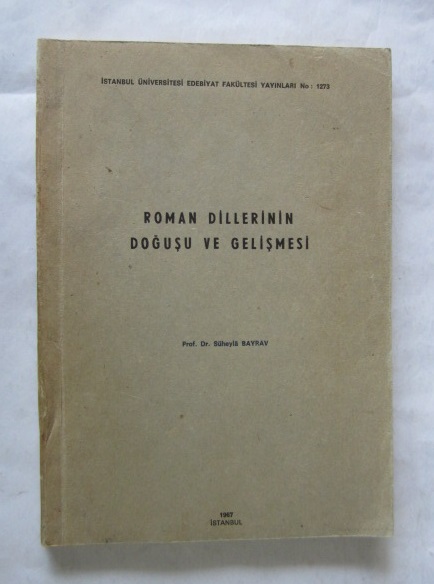 İSTANBUL ÜNİVERSİTESİ EDEBİYAT FAKÜLTESİ YAYINLARI No : 1273
ROMAN DİLLERİNİN
DOĞUŞU VE GELİŞMESİ
Prof. Dr. Süheylâ BAYRAV
1967
İSTANBUL